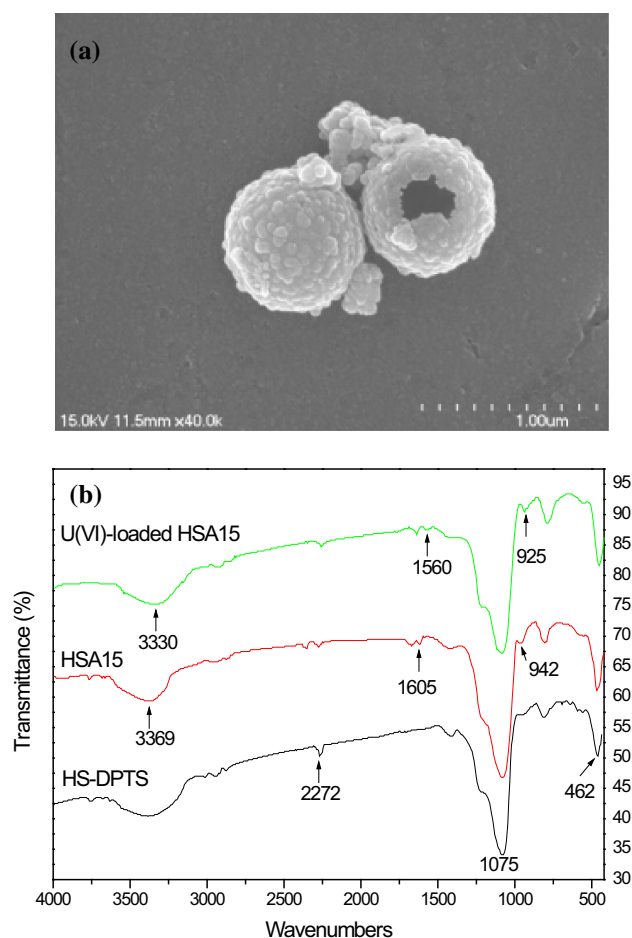 (a)
15.0kV 11.5mm x40.0k
1.00um
(b)
U(VI)-loaded HSA15
1560
925
3330
HSA15
1605
942
3369
HS-DPTS
2272
462
1075
Transmittance (%)
95
90
85
80
75
70
65
60
55
50
45
40
35
30
4000 3500 3000 2500 2000 1500 1000 500
Wavenumbers